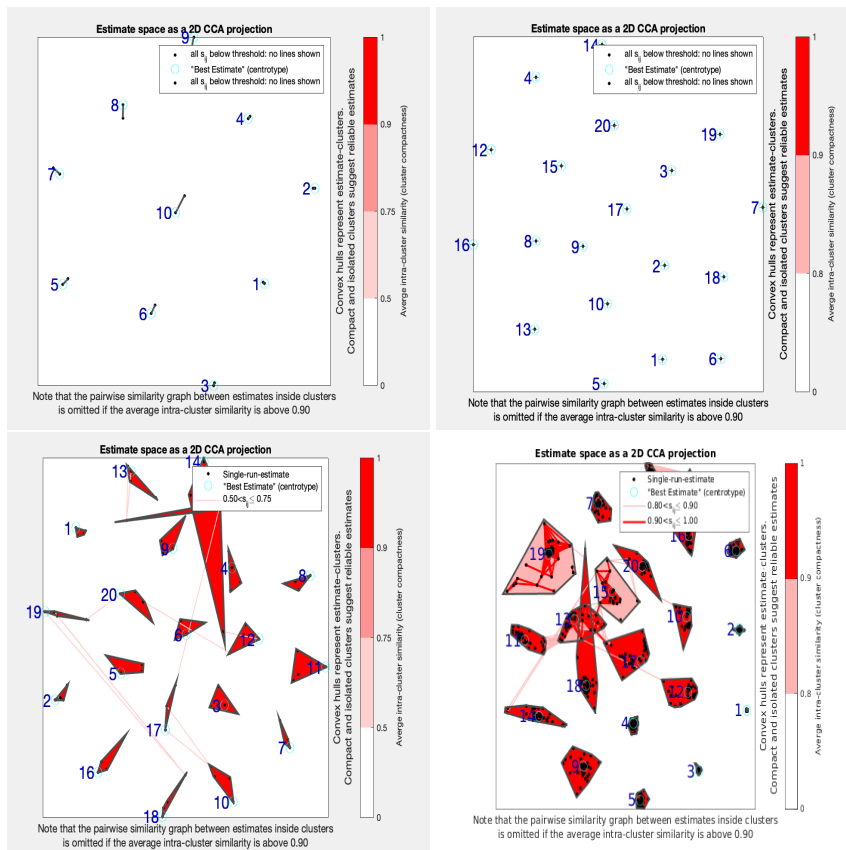 Estimate space as a 2D CCA projection
all sij below threshold: no lines shown
"Best Estimate" (centrotype)
all sij below threshold: no lines shown
9
8
4
7
2
10
5
1
6
3
Convex hulls represent estimate-clusters.
Compact and isolated clusters suggest reliable estimates
1
0.9
0.75
0.5
0
Averge intra-cluster similarity (cluster compactness)
Note that the pairwise similarity graph between estimates inside clusters
is omitted if the average intra-cluster similarity is above 0.90
Estimate space as a 2D CCA projection
all sij below threshold: no lines shown
"Best Estimate" (centrotype)
all sij below threshold: no lines shown
14
4
20
19
12
15
3
17
7
16
8
9
2
18
10
13
1
6
5
Convex hulls represent estimate-clusters.
Compact and isolated clusters suggest reliable estimates
1
0.9
0.8
0
Averge intra-cluster similarity (cluster compactness)
Note that the pairwise similarity graph between estimates inside clusters
is omitted if the average intra-cluster similarity is above 0.90
Estimate space as a 2D CCA projection
Single-run-estimate
"Best Estimate" (centrotype)
0.50<sij≤ 0.75
14
13
1
9
4
8
20
19
6
12
5
11
2
3
17
7
16
10
18
Convex hulls represent estimate-clusters.
Compact and isolated clusters suggest reliable estimates
1
0.9
0.75
0.5
0
Averge intra-cluster similarity (cluster compactness)
Note that the pairwise similarity graph between estimates inside clusters
is omitted if the average intra-cluster similarity is above 0.90
Estimate space as a 2D CCA projection
Single-run-estimate
"Best Estimate" (centrotype)
0.80<sij≤ 0.90
0.90<sij≤ 1.00
7
16
6
19
20
15
13
10
2
11
18
12
14
1
4
9
3
5
Convex hulls represent estimate-clusters.
Compact and isolated clusters suggest reliable estimates
1
0.9
0.8
0
Averge intra-cluster similarity (cluster compactness)
Note that the pairwise similarity graph between estimates inside clusters
is omitted if the average intra-cluster similarity is above 0.90